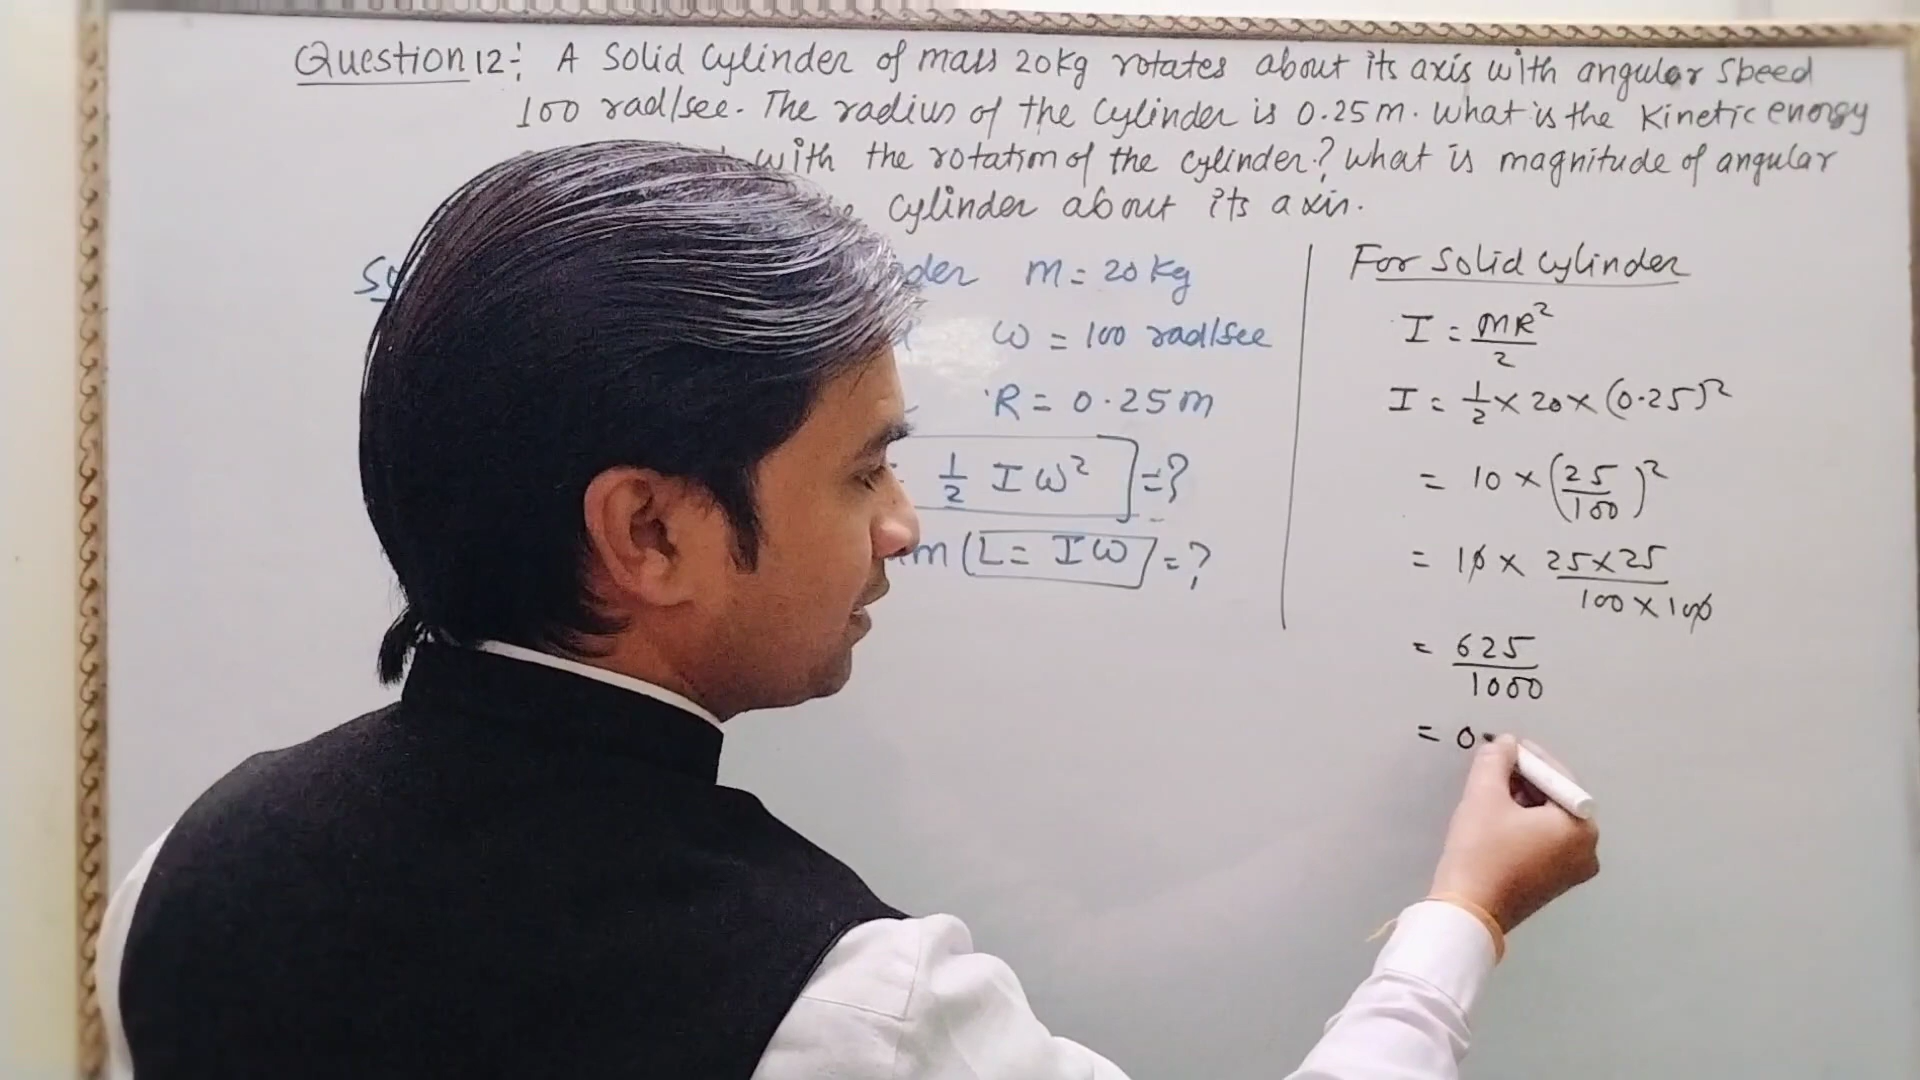 Question 12:- A Solid Cylinder of mass 20kg rotates about its axis with angular speed
100 rad/sec. The radius of the Cylinder is 0.25m. What is the Kinetic energy
with the rotation of the cylinder? What is magnitude of angular
cylinder about its axis.
m = 20 kg
ω = 100 rad/sec
R = 0.25 m
1/2 I ω² ] = ?
m (L = Iω) = ?
For Solid Cylinder
I = MR²/2
I = 1/2 × 20 × (0.25)²
= 10 × (25/100)²
= 10 × 25×25/100×100
= 625/1000
= 0.